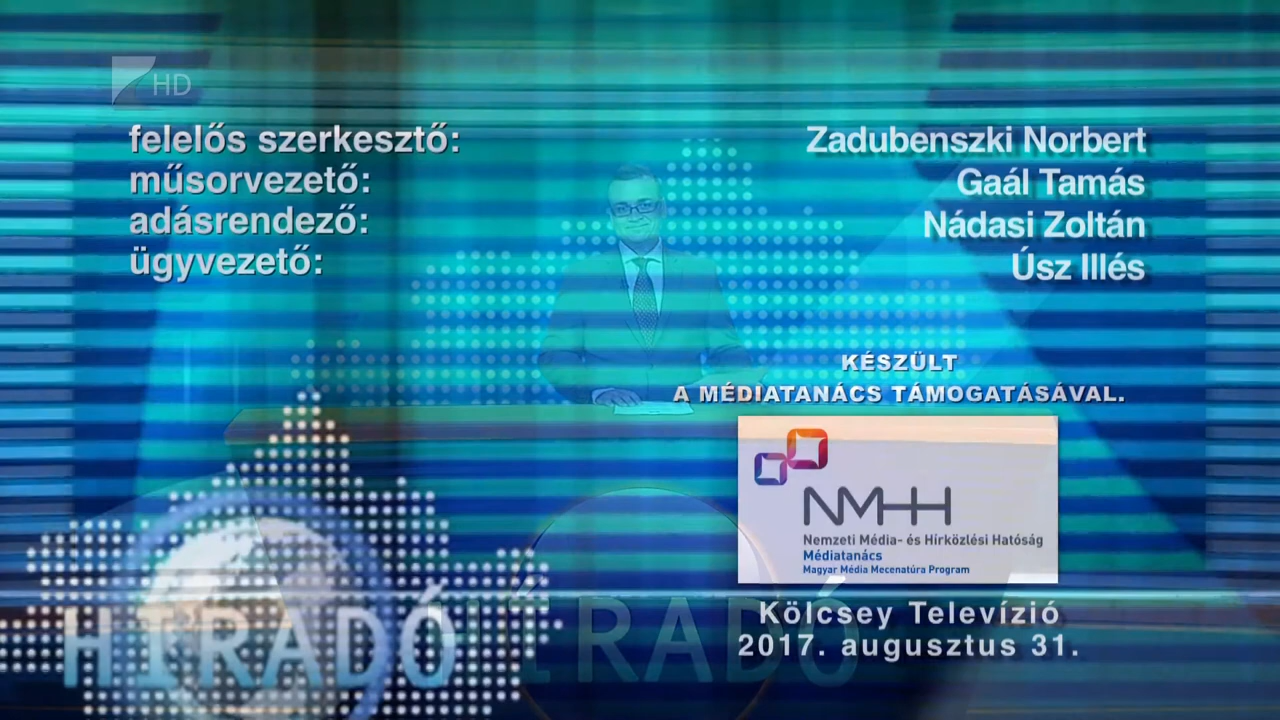 HD
felelős szerkesztő: Zadubenszki Norbert
műsorvezető: Gaál Tamás
adásrendező: Nádasi Zoltán
ügyvezető: Úsz Illés
KÉSZÜLT
A MÉDIATANÁCS TÁMOGATÁSÁVAL.
NMHH
Nemzeti Média- és Hírközlési Hatóság
Médiatanács
Magyar Média Mecenatúra Program
Kölcsey Televízió
2017. augusztus 31.
HÍRADÓ
HÍRADÓ